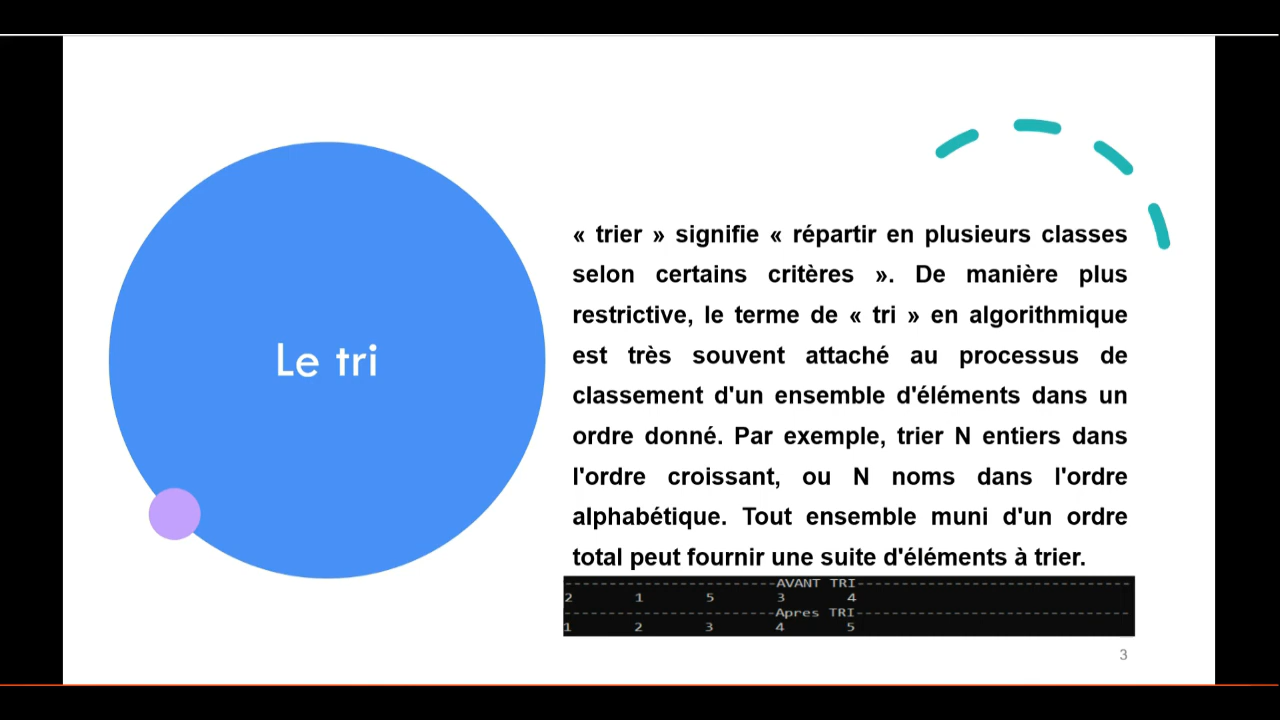 Le tri
« trier » signifie « répartir en plusieurs classes
selon certains critères ». De manière plus
restrictive, le terme de « tri » en algorithmique
est très souvent attaché au processus de
classement d'un ensemble d'éléments dans un
ordre donné. Par exemple, trier N entiers dans
l'ordre croissant, ou N noms dans l'ordre
alphabétique. Tout ensemble muni d'un ordre
total peut fournir une suite d'éléments à trier.
------------------------------AVANT TRI---------------------------------------
2 1 5 3 4
------------------------------Apres TRI---------------------------------------
1 2 3 4 5
3